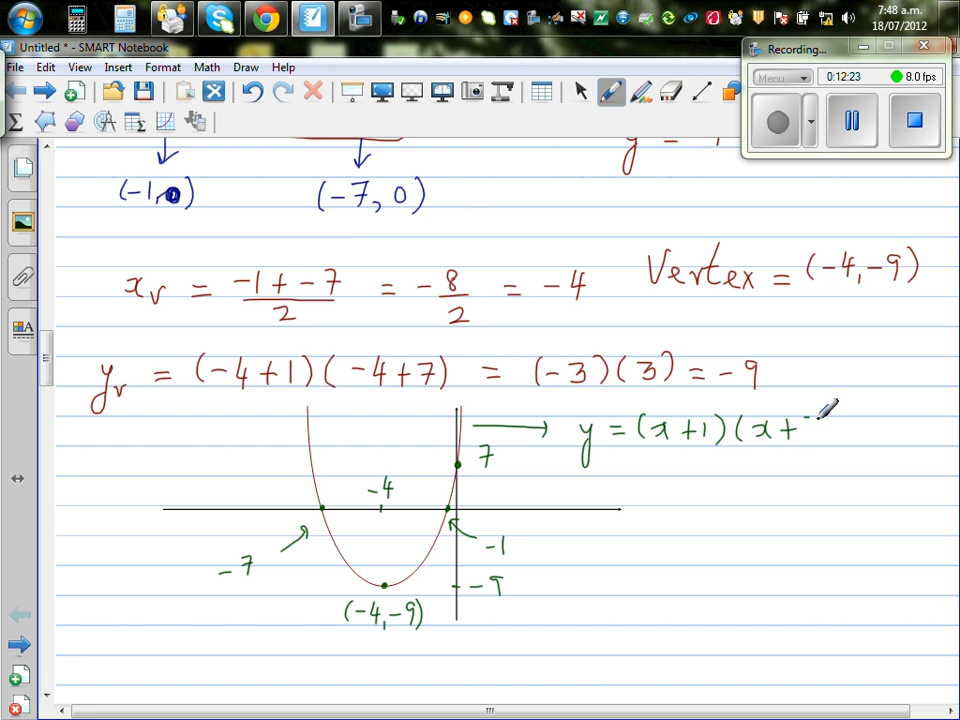 7:48 a.m.
18/07/2012
Untitled * - SMART Notebook
File Edit View Insert Format Math Draw Help
Recording...
Menu 0:12:23 8.0 fps
y =
(-1,0) (-7, 0)
xv = -1 + -7 / 2 = -8/2 = -4 Vertex = (-4,-9)
yv = (-4+1)(-4+7) = (-3)(3) = -9
7 → y = (x+1)(x+
-4
-1
-7
-9
(-4,-9)